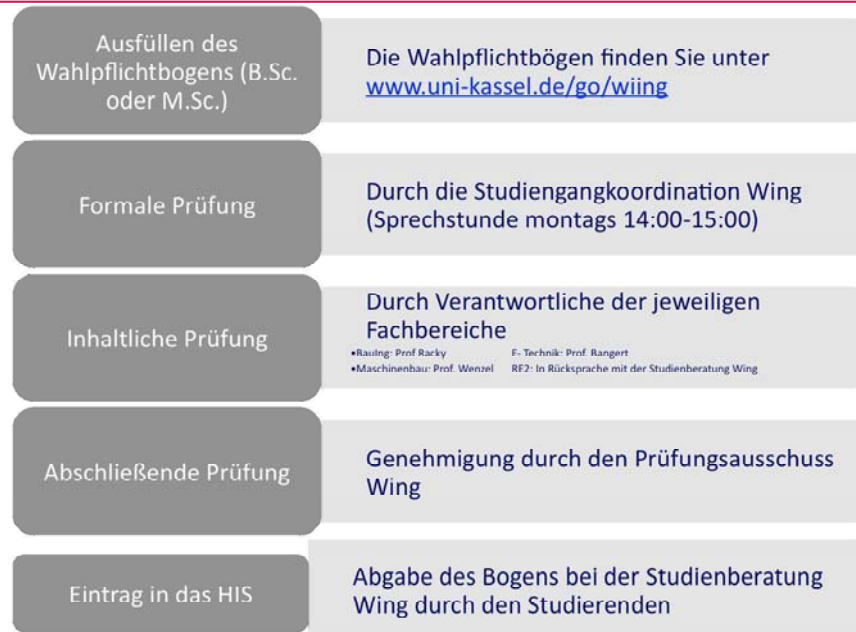 Ausfüllen des
Wahlpflichtbogens (B.Sc.
oder M.Sc.)
Die Wahlpflichtbögen finden Sie unter
www.uni-kassel.de/go/wiing
Formale Prüfung
Durch die Studiengangkoordination Wing
(Sprechstunde montags 14:00-15:00)
Inhaltliche Prüfung
Durch Verantwortliche der jeweiligen
Fachbereiche
•BauIng: Prof Racky E- Technik: Prof. Bangert
•Maschinenbau: Prof. Wenzel RE2: In Rücksprache mit der Studienberatung Wing
Abschließende Prüfung
Genehmigung durch den Prüfungsausschuss
Wing
Eintrag in das HIS
Abgabe des Bogens bei der Studienberatung
Wing durch den Studierenden